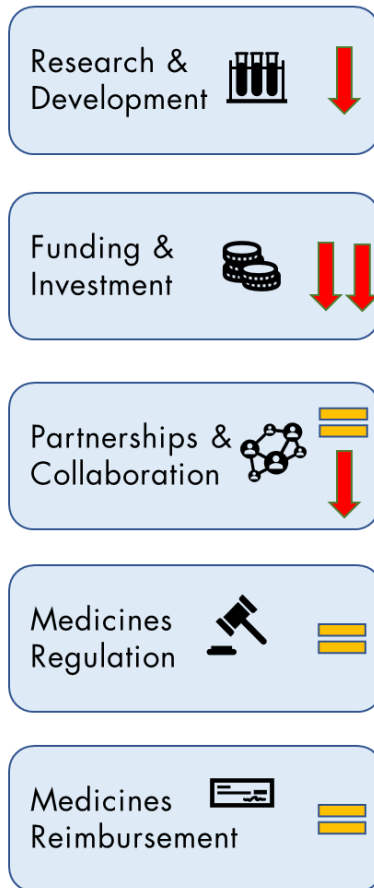 Research &
Development
Funding &
Investment
Partnerships &
Collaboration
Medicines
Regulation
Medicines
Reimbursement